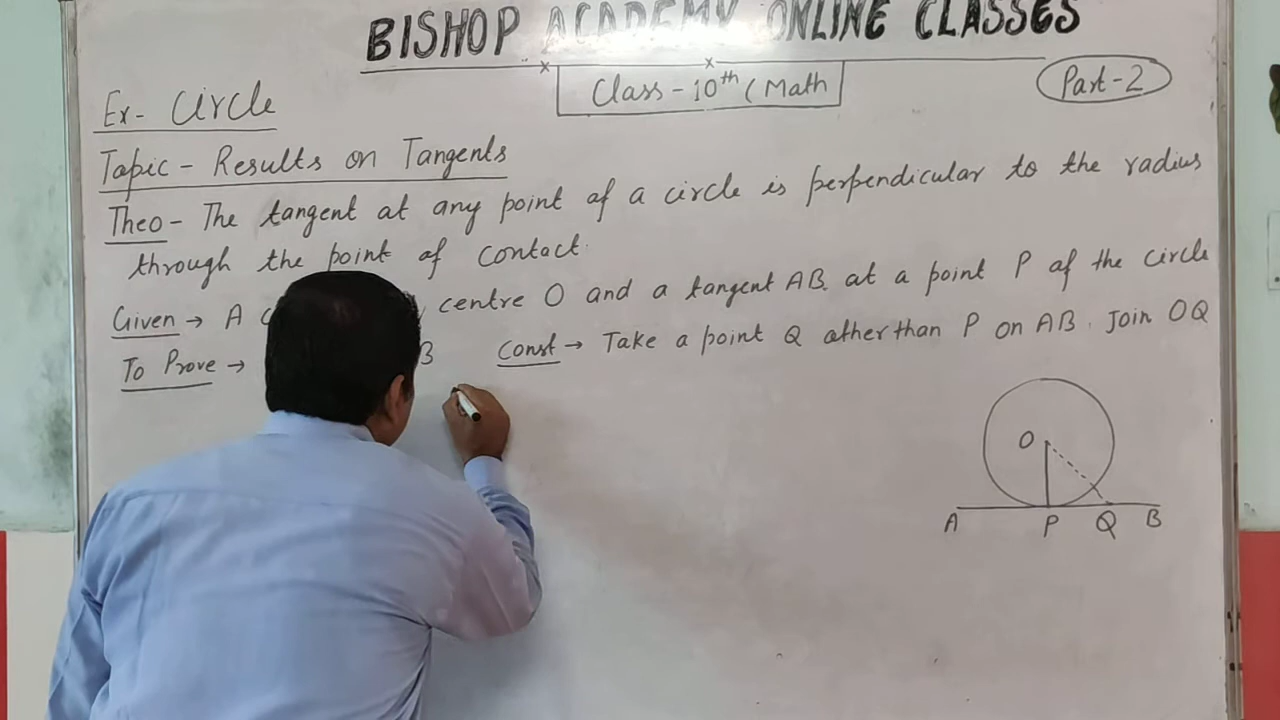 BISHOP ACADEMY ONLINE CLASSES
Class - 10th (Math
Part-2
Ex- Circle
Topic - Results on Tangents
Theo - The tangent at any point of a circle is perpendicular to the radius
through the point of contact.
Given → A centre O and a tangent AB at a point P of the circle
To Prove → B Const → Take a point Q other than P on AB. Join OQ
O
A P Q B